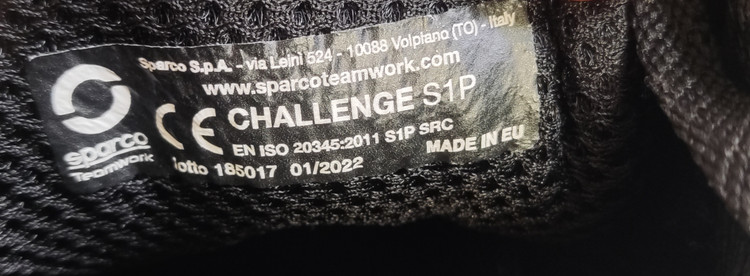 Sparco S.p.A. - via Leinì 524 - 10088 Volpiano (TO) - Italy
www.sparcoteamwork.com
CHALLENGE S1P
CE
EN ISO 20345:2011 S1P SRC
MADE IN EU
lotto 185017 01/2022
sparco
Teamwork